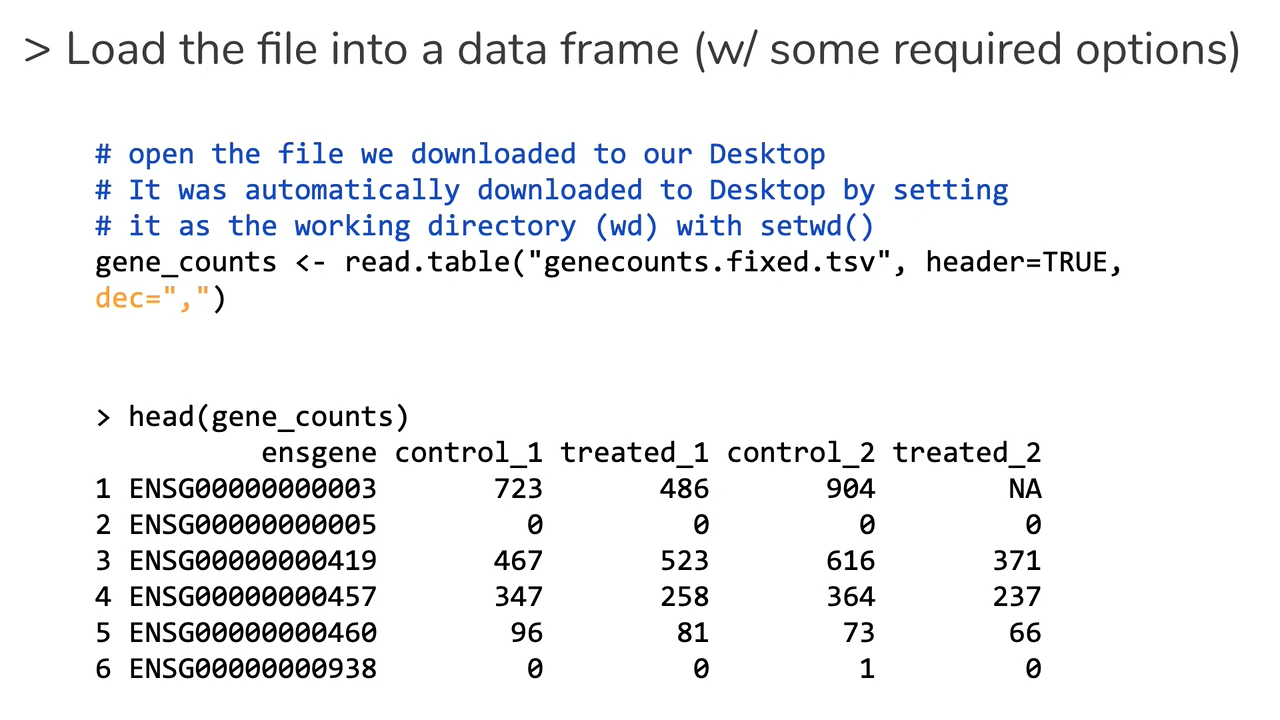 > Load the file into a data frame (w/ some required options)
# open the file we downloaded to our Desktop
# It was automatically downloaded to Desktop by setting
# it as the working directory (wd) with setwd()
gene_counts <- read.table("genecounts.fixed.tsv", header=TRUE,
dec=",")
> head(gene_counts)
ensgene control_1 treated_1 control_2 treated_2
1 ENSG00000000003 723 486 904 NA
2 ENSG00000000005 0 0 0 0
3 ENSG00000000419 467 523 616 371
4 ENSG00000000457 347 258 364 237
5 ENSG00000000460 96 81 73 66
6 ENSG00000000938 0 0 1 0